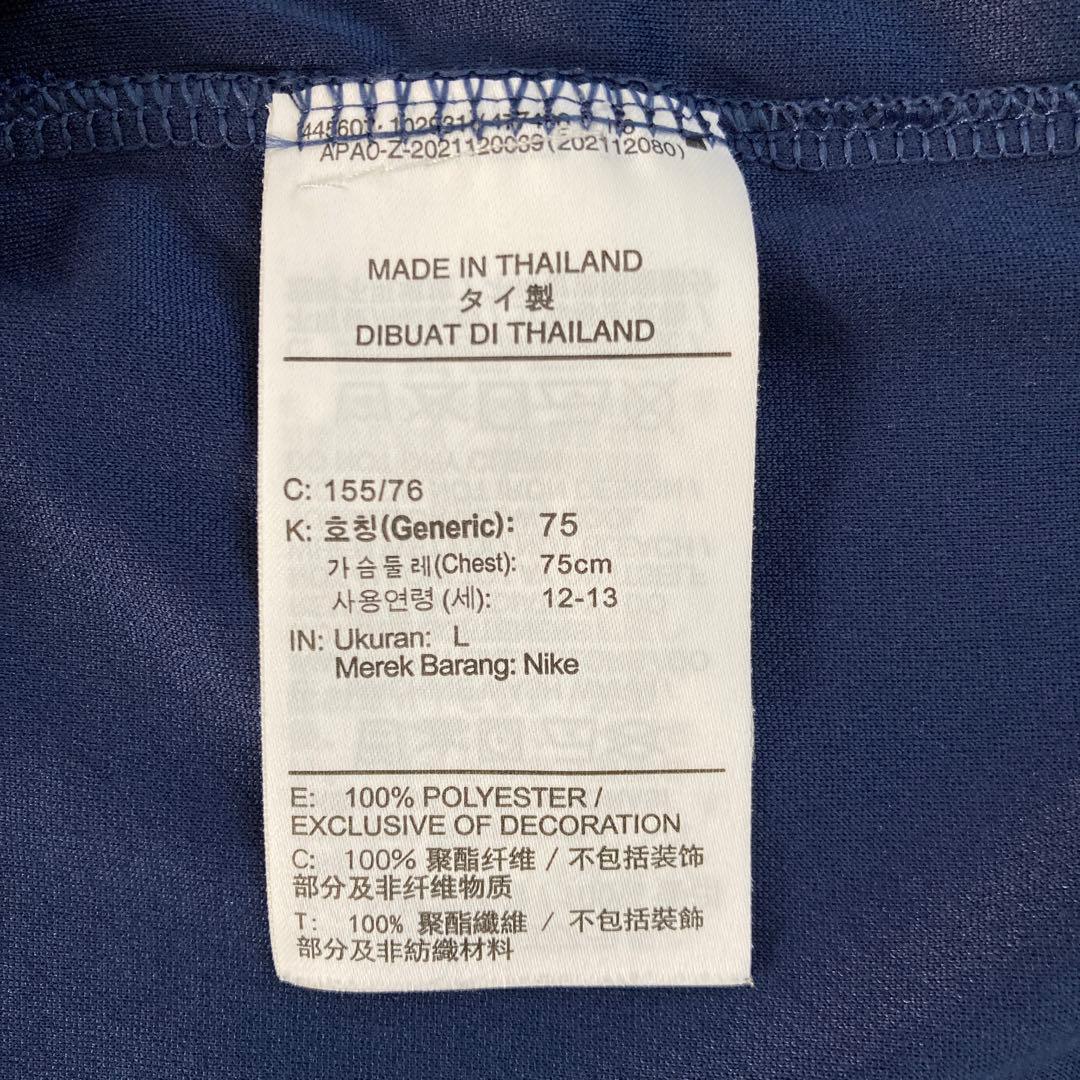 APAO-Z-2021120039(202112080)
MADE IN THAILAND
タイ製
DIBUAT DI THAILAND
C: 155/76
K: 호칭(Generic): 75
가슴둘레(Chest): 75cm
사용연령 (세): 12-13
IN: Ukuran: L
Merek Barang: Nike
E: 100% POLYESTER /
EXCLUSIVE OF DECORATION
C: 100% 聚酯纤维 / 不包括装饰
部分及非纤维物质
T: 100% 聚酯纖維 / 不包括裝飾
部分及非紡織材料